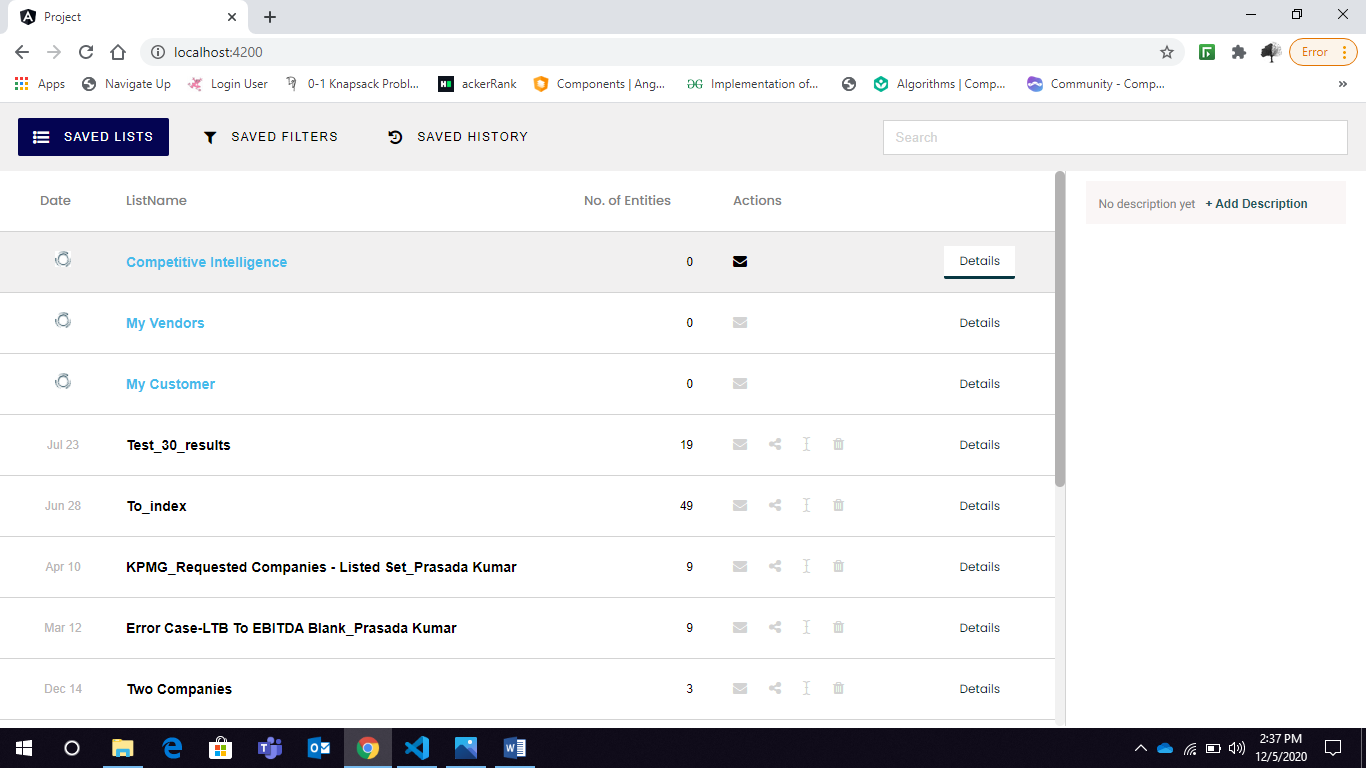 Project
localhost:4200
Error
Apps Navigate Up Login User 0-1 Knapsack Probl... ackerRank Components | Ang... Implementation of... Algorithms | Comp... Community - Comp...
SAVED LISTS SAVED FILTERS SAVED HISTORY Search
Date ListName No. of Entities Actions
No description yet + Add Description
Competitive Intelligence 0 Details
My Vendors 0 Details
My Customer 0 Details
Jul 23 Test_30_results 19 Details
Jun 28 To_index 49 Details
Apr 10 KPMG_Requested Companies - Listed Set_Prasada Kumar 9 Details
Mar 12 Error Case-LTB To EBITDA Blank_Prasada Kumar 9 Details
Dec 14 Two Companies 3 Details
2:37 PM
12/5/2020